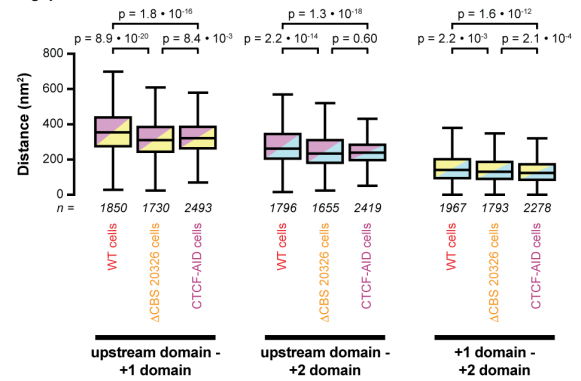 p = 1.8 • 10⁻¹⁶
p = 8.9 • 10⁻²⁰ p = 8.4 • 10⁻³
p = 1.3 • 10⁻¹⁸
p = 2.2 • 10⁻¹⁴ p = 0.60
p = 1.6 • 10⁻¹²
p = 2.2 • 10⁻³ p = 2.1 • 10⁻⁴
Distance (nm²)
800
600
400
200
0
n = 1850 1730 2493 1796 1655 2419 1967 1793 2278
WT cells
ΔCBS 20326 cells
CTCF-AID cells
WT cells
ΔCBS 20326 cells
CTCF-AID cells
WT cells
ΔCBS 20326 cells
CTCF-AID cells
upstream domain -
+1 domain
upstream domain -
+2 domain
+1 domain -
+2 domain